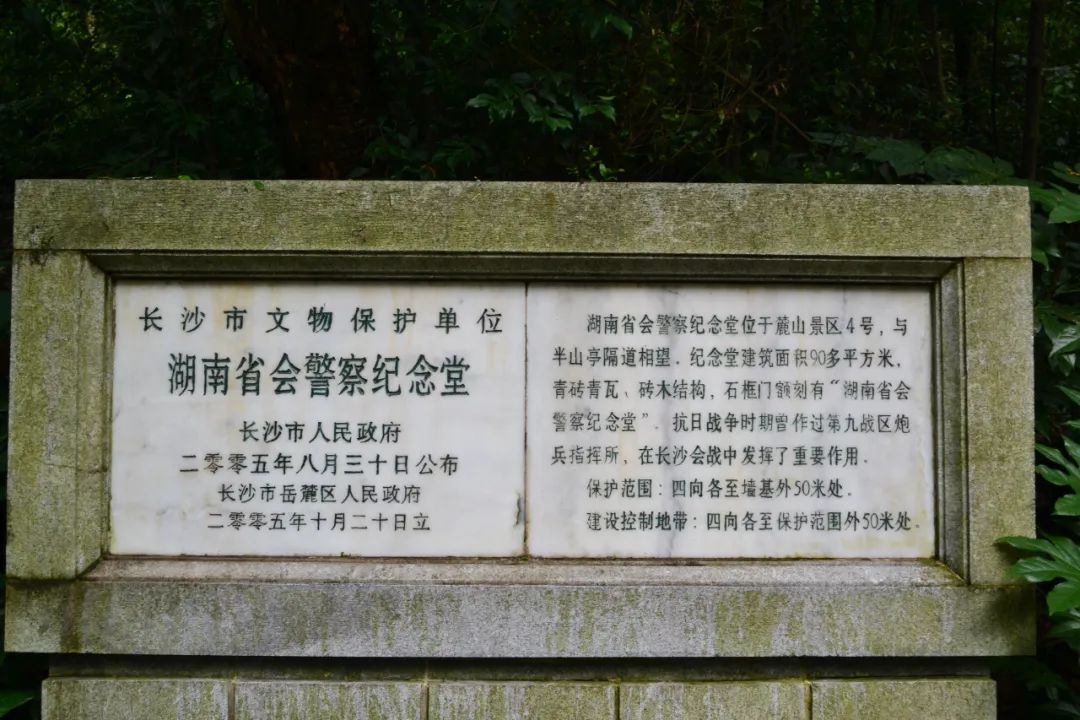 长沙市文物保护单位
湖南省会警察纪念堂
长沙市人民政府
二零零五年八月三十日公布
长沙市岳麓区人民政府
二零零五年十月二十日立
湖南省会警察纪念堂位于麓山景区4号，与
半山亭隔道相望．纪念堂建筑面积90多平方米，
青砖青瓦、砖木结构，石框门额刻有“湖南省会
警察纪念堂”．抗日战争时期曾作过第九战区炮
兵指挥所，在长沙会战中发挥了重要作用．
保护范围：四向各至墙基外50米处．
建设控制地带：四向各至保护范围外50米处．